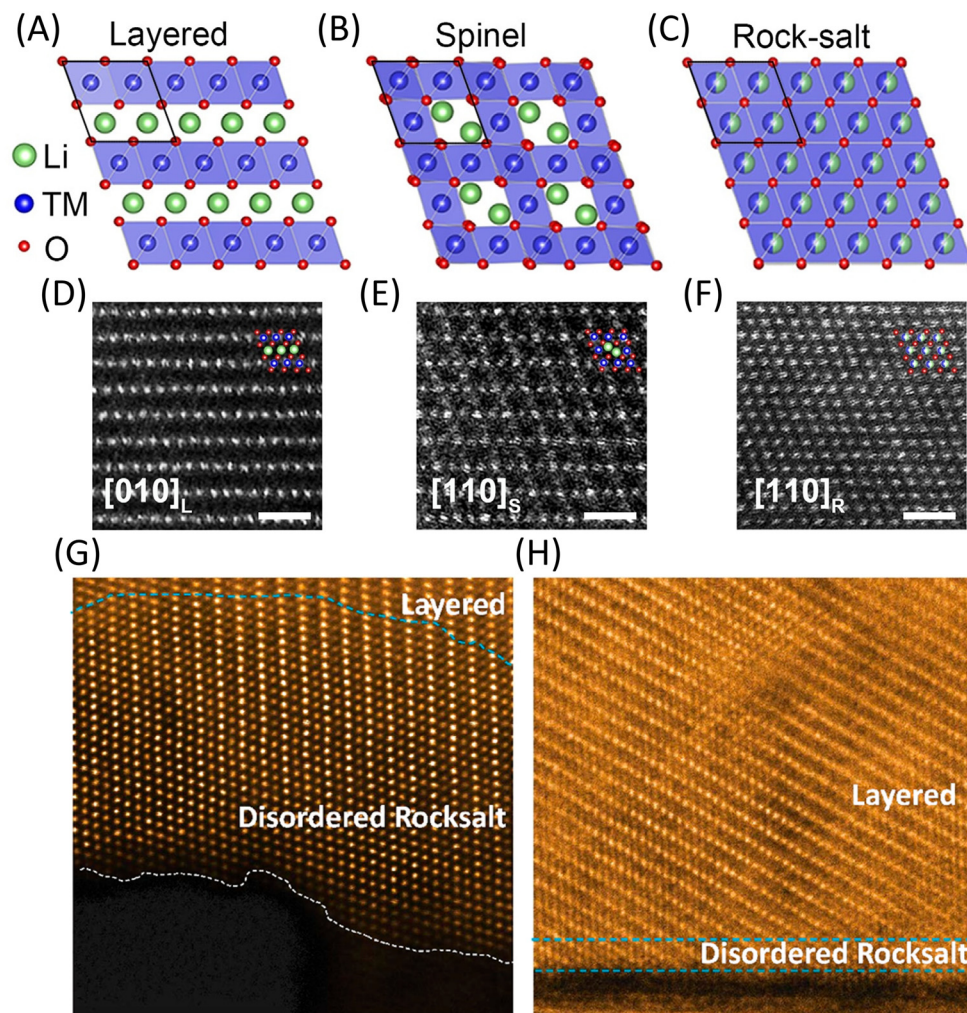 (A) Layered
(B) Spinel
(C) Rock-salt
Li
TM
O
(D)
(E)
(F)
[010]L
[110]S
[110]R
(G)
(H)
Layered
Disordered Rocksalt
Layered
Disordered Rocksalt